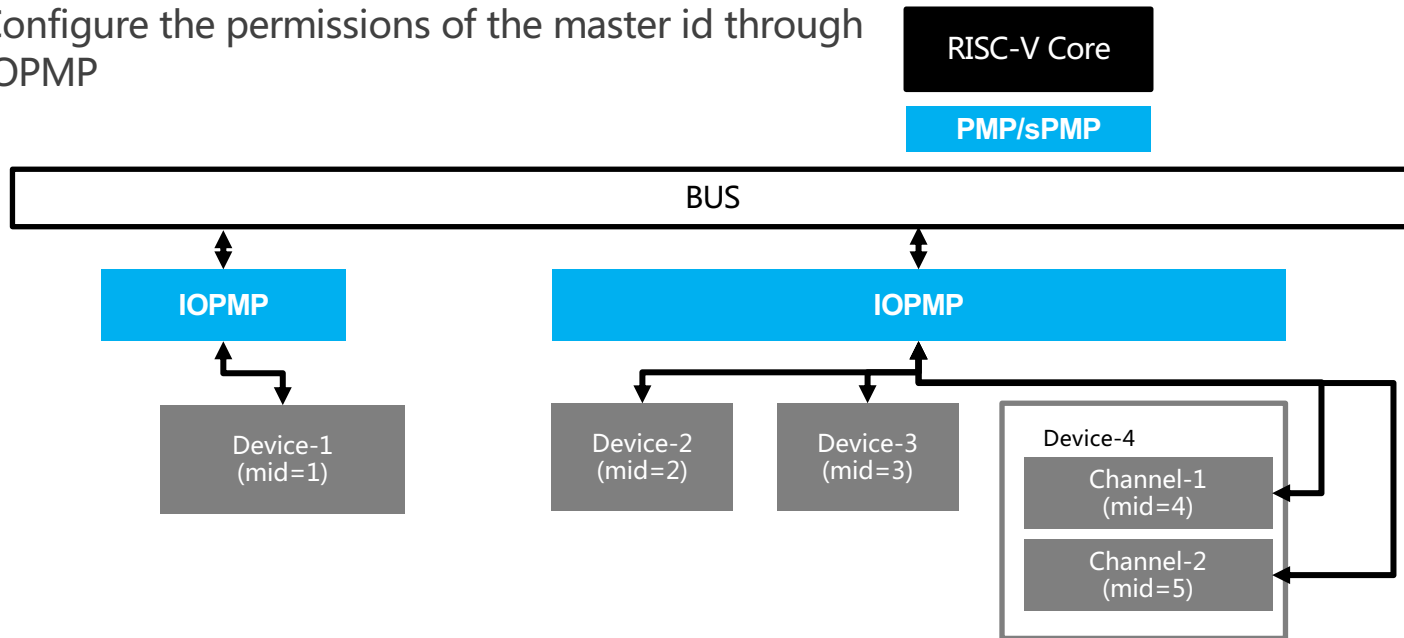 onfigure the permissions of the master id through
OPMP
RISC-V Core
PMP/sPMP
BUS
IOPMP
IOPMP
Device-1
(mid=1)
Device-2
(mid=2)
Device-3
(mid=3)
Device-4
Channel-1
(mid=4)
Channel-2
(mid=5)